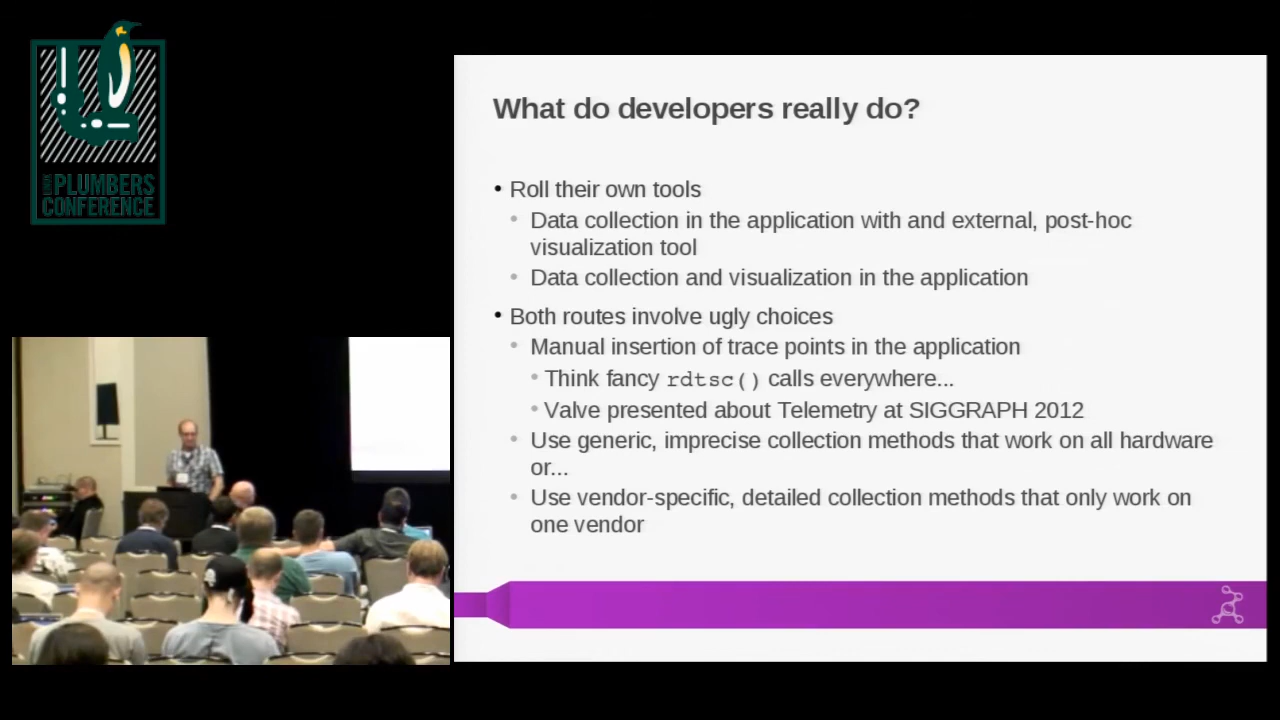 LINUX
PLUMBERS
CONFERENCE
What do developers really do?
• Roll their own tools
• Data collection in the application with and external, post-hoc
visualization tool
• Data collection and visualization in the application
• Both routes involve ugly choices
• Manual insertion of trace points in the application
• Think fancy rdtsc() calls everywhere...
• Valve presented about Telemetry at SIGGRAPH 2012
• Use generic, imprecise collection methods that work on all hardware
or...
• Use vendor-specific, detailed collection methods that only work on
one vendor